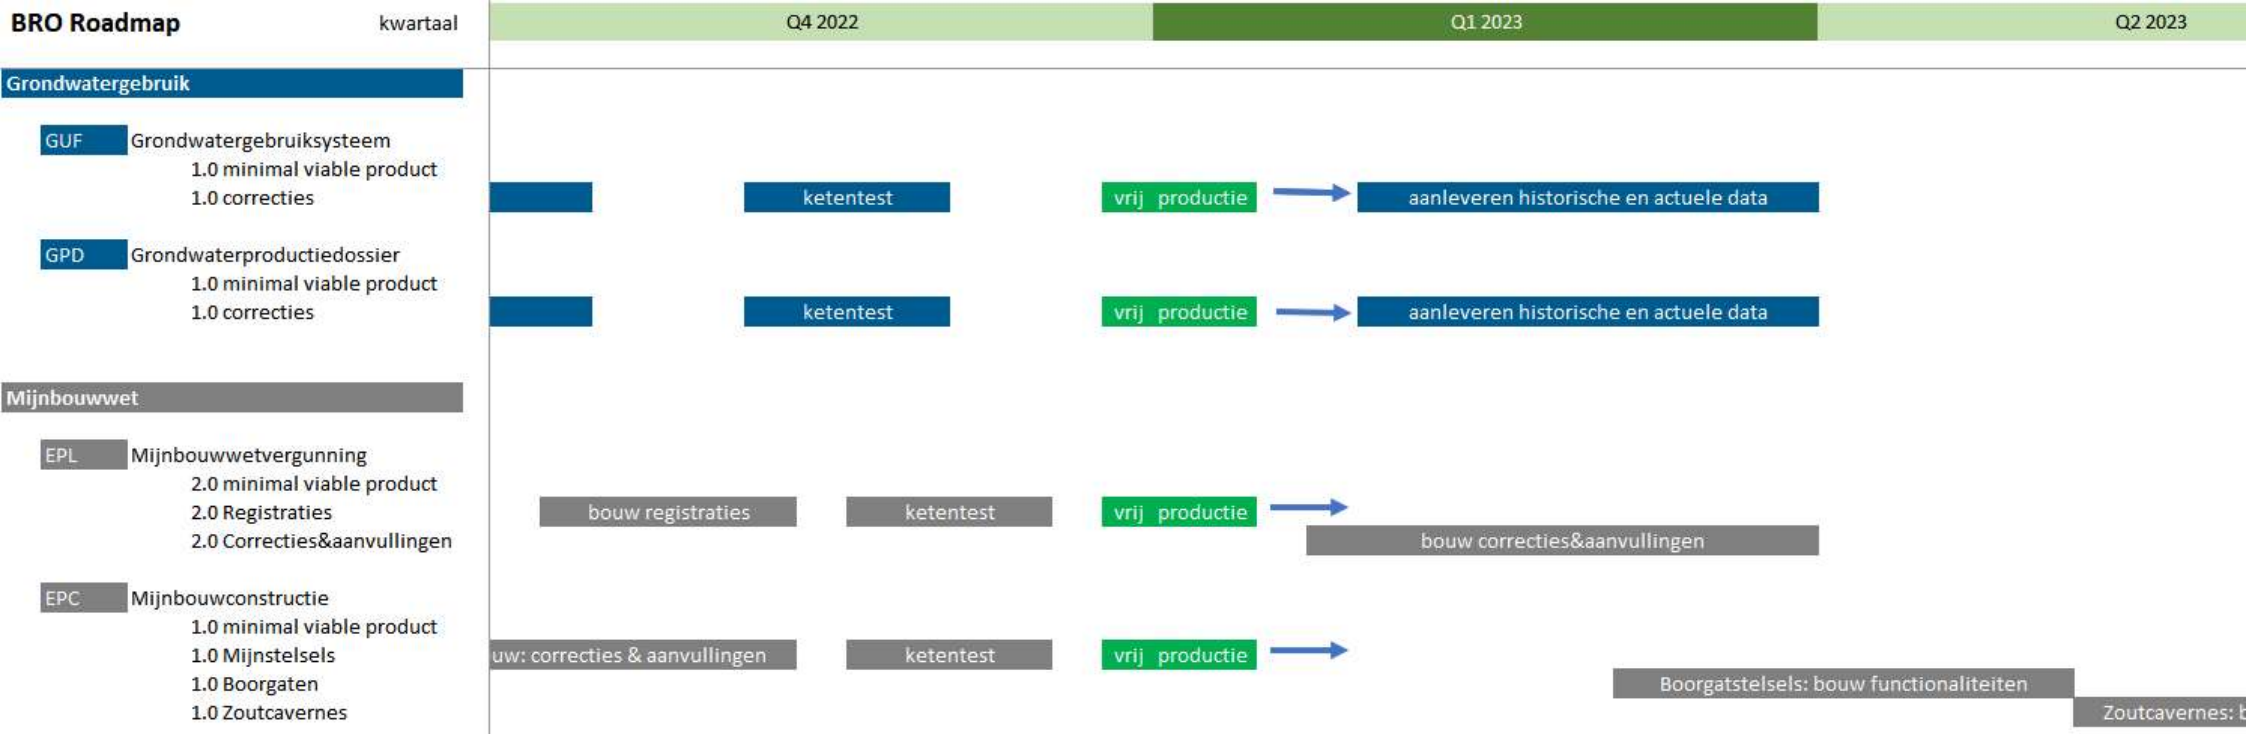 BRO Roadmap kwartaal Q4 2022 Q1 2023 Q2 2023
Grondwatergebruik
GUF Grondwatergebruiksysteem
1.0 minimal viable product
1.0 correcties ketentest vrij productie aanleveren historische en actuele data
GPD Grondwaterproductiedossier
1.0 minimal viable product
1.0 correcties ketentest vrij productie aanleveren historische en actuele data
Mijnbouwwet
EPL Mijnbouwwetvergunning
2.0 minimal viable product
2.0 Registraties bouw registraties ketentest vrij productie
2.0 Correcties&aanvullingen bouw correcties&aanvullingen
EPC Mijnbouwconstructie
1.0 minimal viable product
1.0 Mijnstelsels uw: correcties & aanvullingen ketentest vrij productie
1.0 Boorgaten Boorgatstelsels: bouw functionaliteiten
1.0 Zoutcavernes Zoutcavernes: b